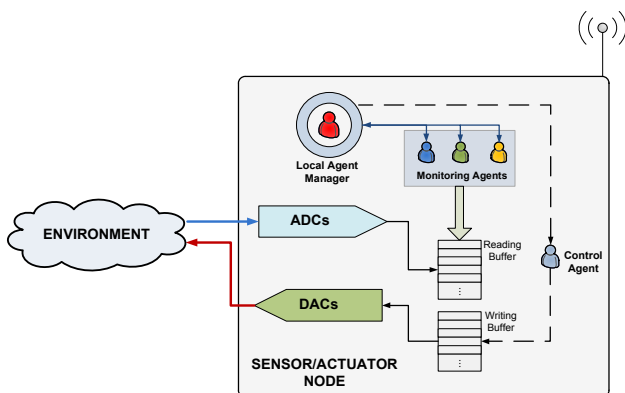 Local Agent
Manager
Monitoring Agents
ENVIRONMENT
ADCs
Reading
Buffer
Control
Agent
DACs
Writing
Buffer
SENSOR/ACTUATOR
NODE